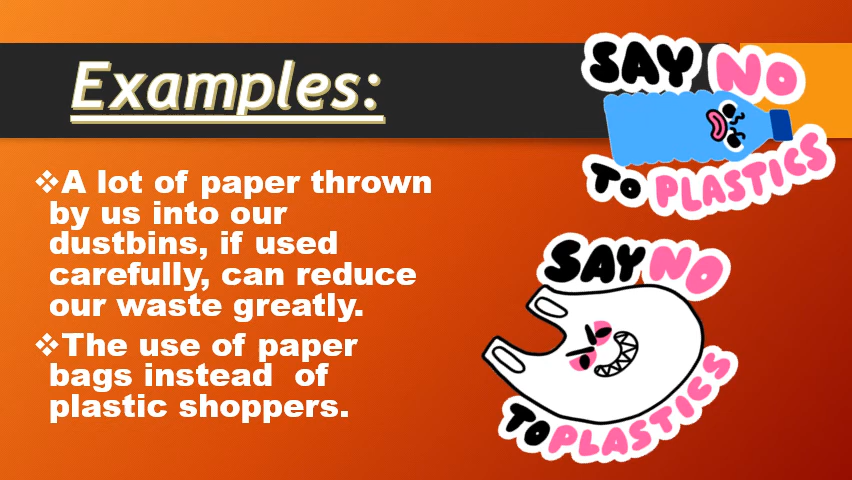 Examples:
❖A lot of paper thrown
by us into our
dustbins, if used
carefully, can reduce
our waste greatly.
❖The use of paper
bags instead  of
plastic shoppers.
SAY NO
TO PLASTICS
SAY NO
TO PLASTICS